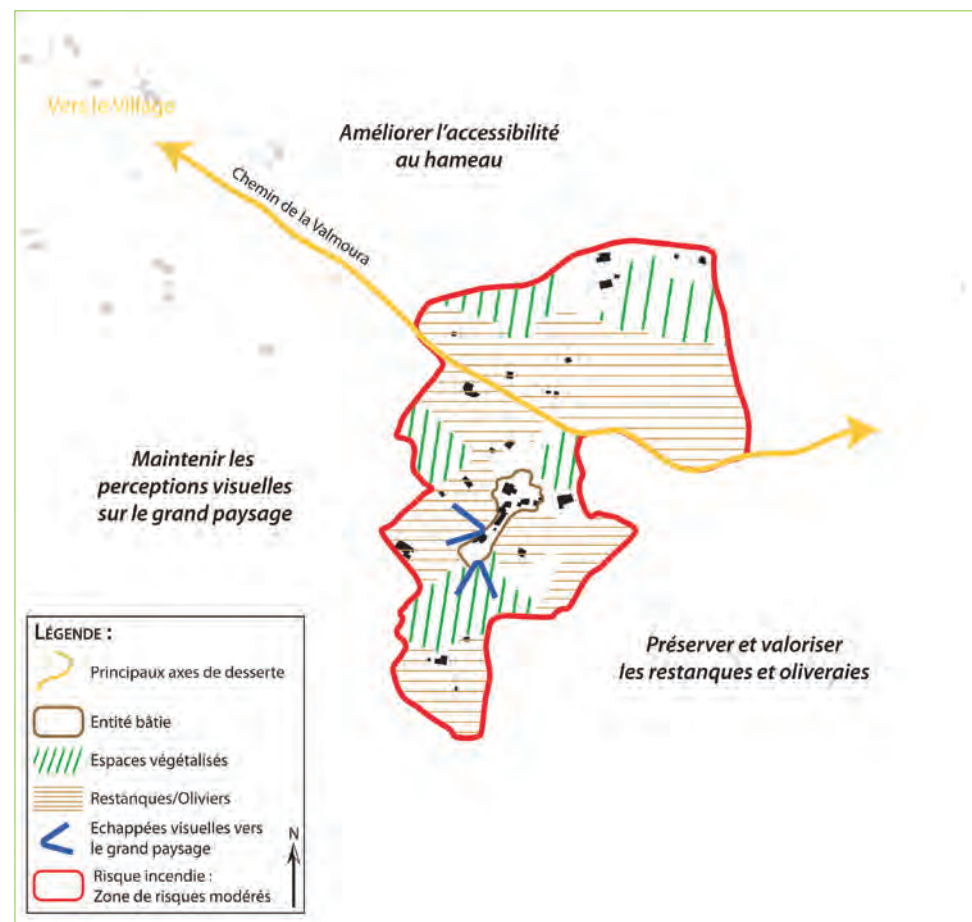 Vers le Village
Améliorer l'accessibilité
au hameau
Chemin de la Valmoura
Maintenir les
perceptions visuelles
sur le grand paysage
Préserver et valoriser
les restanques et oliveraies
LÉGENDE :
Principaux axes de desserte
Entité bâtie
Espaces végétalisés
Restanques/Oliviers
Echappées visuelles vers
le grand paysage
N
Risque incendie :
Zone de risques modérés